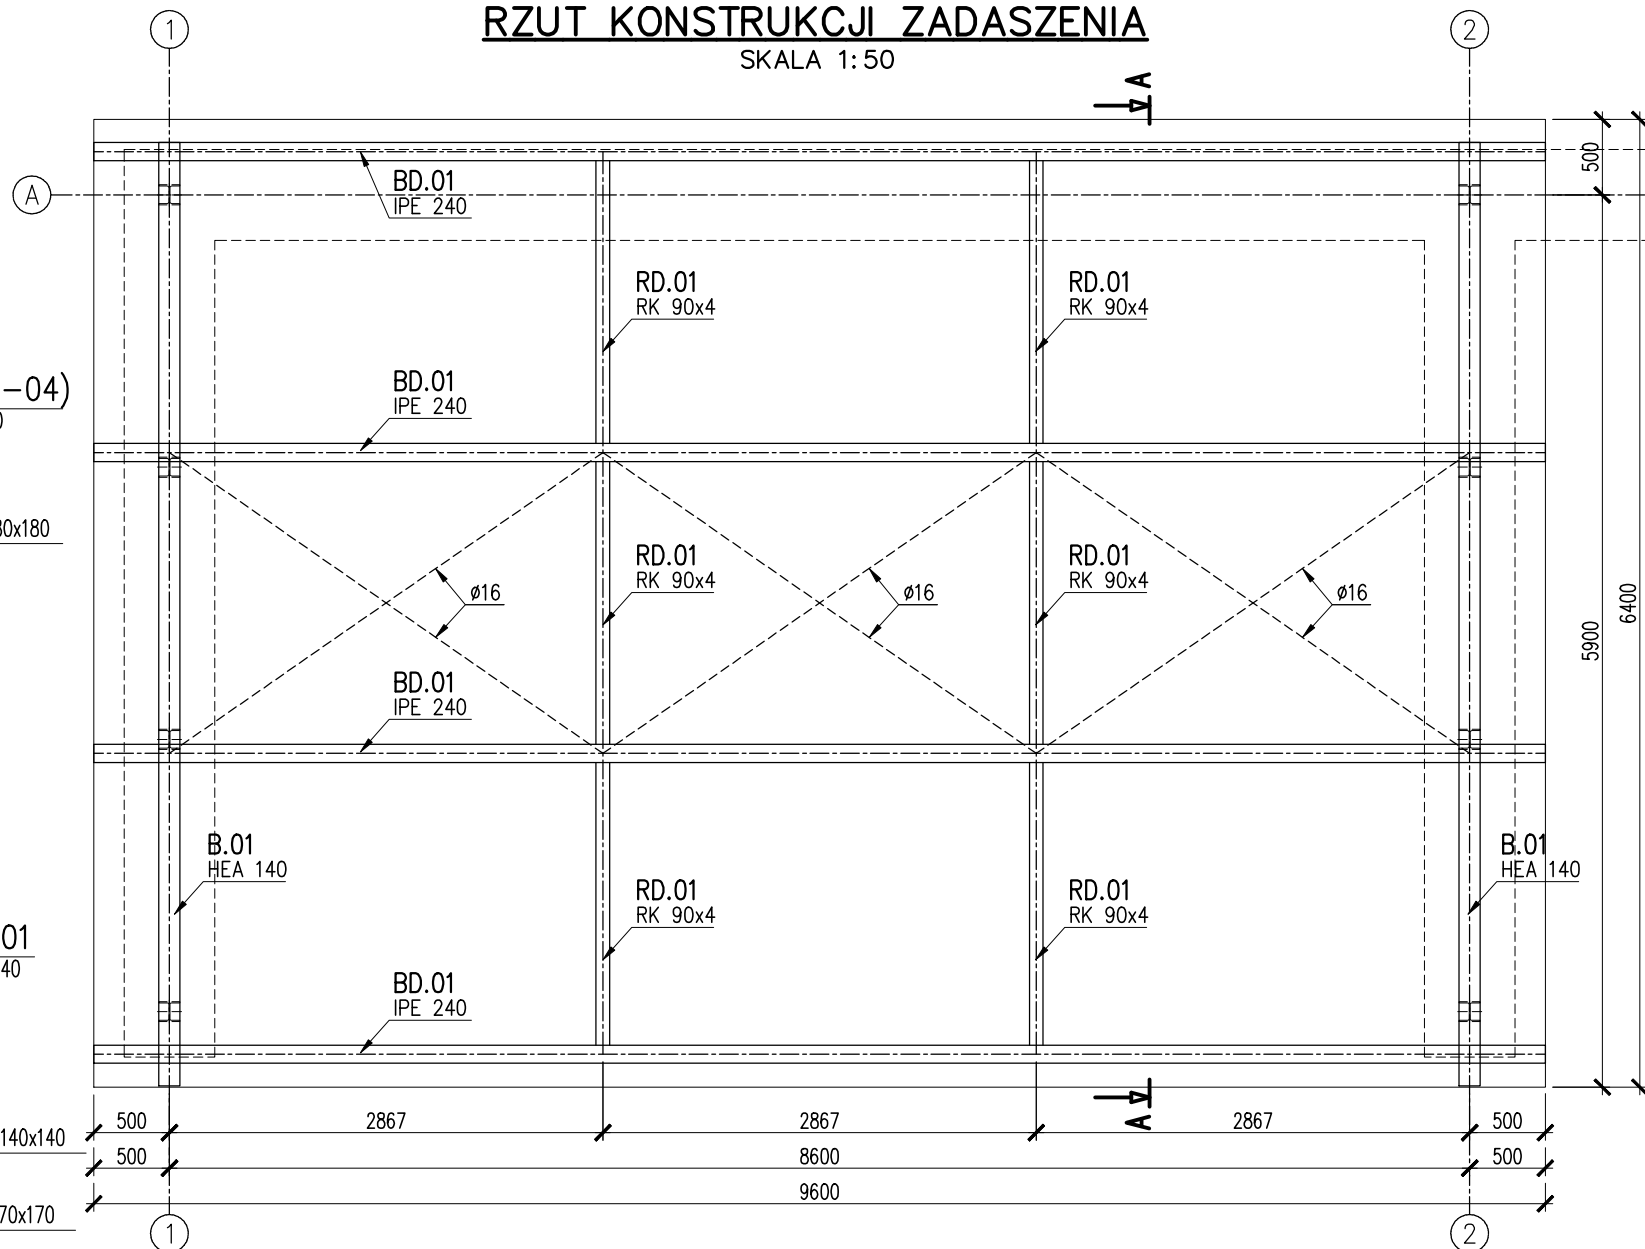 RZUT KONSTRUKCJI ZADASZENIA
SKALA 1:50
1
2
A
A
500
BD.01
IPE 240
RD.01
RK 90x4
RD.01
RK 90x4
BD.01
IPE 240
-04)
RD.01
RK 90x4
RD.01
RK 90x4
ø16
ø16
ø16
5900
6400
80x180
BD.01
IPE 240
B.01
HEA 140
B.01
HEA 140
RD.01
RK 90x4
RD.01
RK 90x4
01
40
BD.01
IPE 240
A
500
2867
2867
2867
500
140x140
500
8600
500
9600
70x170
1
2